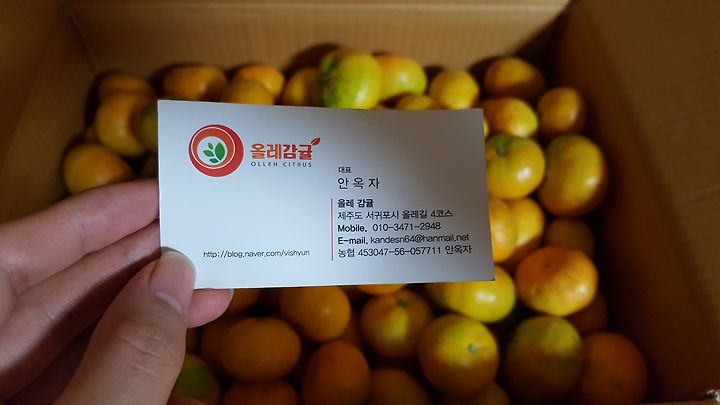 올레감귤
OLLEH CITRUS
대표
안 옥 자
올레 감귤
제주도 서귀포시 올레길 4코스
Mobile. 010-3471-2948
E-mail. kandesn64@hanmail.net
농협 453047-56-057711 안옥자
http://blog.naver.com/vishyun